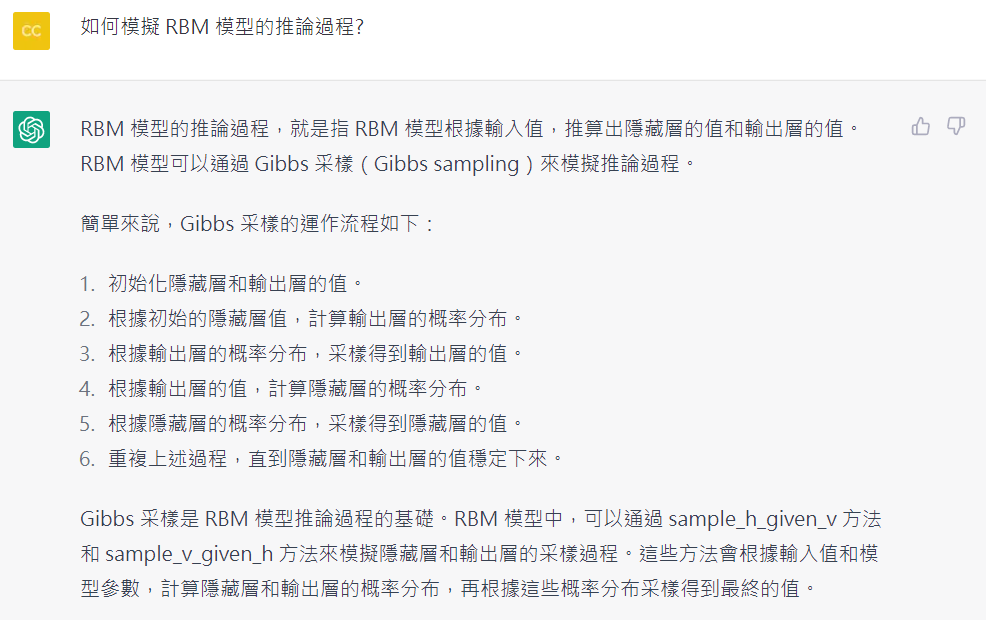 CC
如何模擬 RBM 模型的推論過程?
RBM 模型的推論過程，就是指 RBM 模型根據輸入值，推算出隱藏層的值和輸出層的值。
RBM 模型可以通過 Gibbs 采樣（Gibbs sampling）來模擬推論過程。
簡單來說，Gibbs 采樣的運作流程如下：
1. 初始化隱藏層和輸出層的值。
2. 根據初始的隱藏層值，計算輸出層的概率分布。
3. 根據輸出層的概率分布，采樣得到輸出層的值。
4. 根據輸出層的值，計算隱藏層的概率分布。
5. 根據隱藏層的概率分布，采樣得到隱藏層的值。
6. 重複上述過程，直到隱藏層和輸出層的值穩定下來。
Gibbs 采樣是 RBM 模型推論過程的基礎。RBM 模型中，可以通過 sample_h_given_v 方法
和 sample_v_given_h 方法來模擬隱藏層和輸出層的采樣過程。這些方法會根據輸入值和模
型參數，計算隱藏層和輸出層的概率分布，再根據這些概率分布采樣得到最終的值。